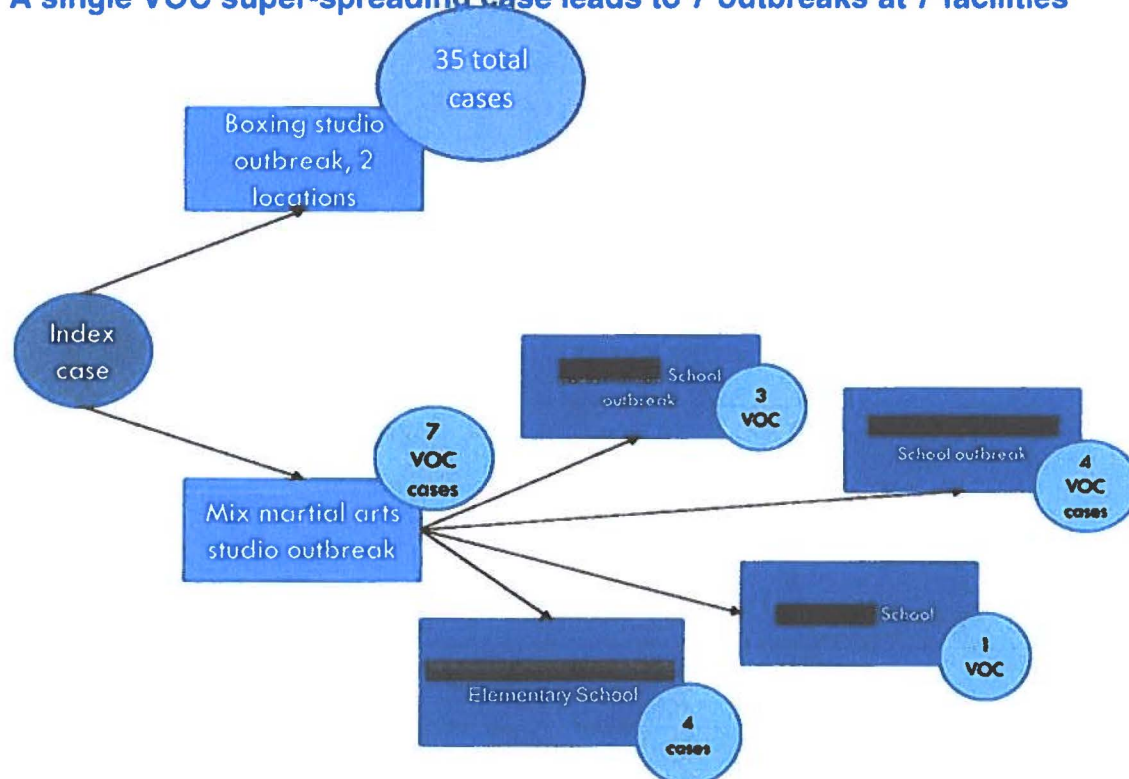 A single VOC super-spreading case leads to 7 outbreaks at 7 facilities
35 total
cases
Boxing studio
outbreak, 2
locations
Index
case
School
outbreak
3
VOC
School outbreak
4
VOC
cases
7
VOC
cases
Mix martial arts
studio outbreak
School
1
VOC
Elementary School
4
cases